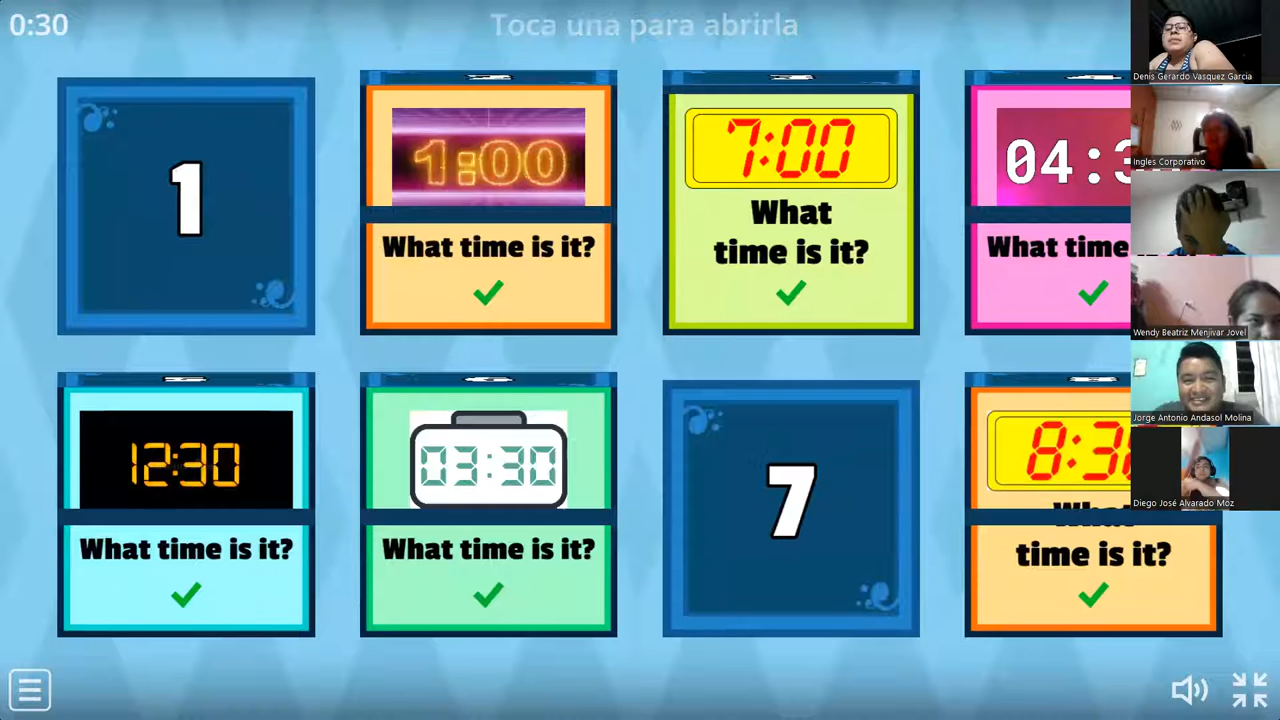 0:30
Toca una para abrirla
1
1:00
What time is it?
7:00
What
time is it?
04:3
What time
12:30
What time is it?
03:30
What time is it?
7
8:3
What
time is it?
Denis Gerardo Vasquez Garcia
Ingles Corporativo
Wendy Beatriz Menjivar Jovel
Jorge Antonio Andasol Molina
Diego José Alvarado Moz